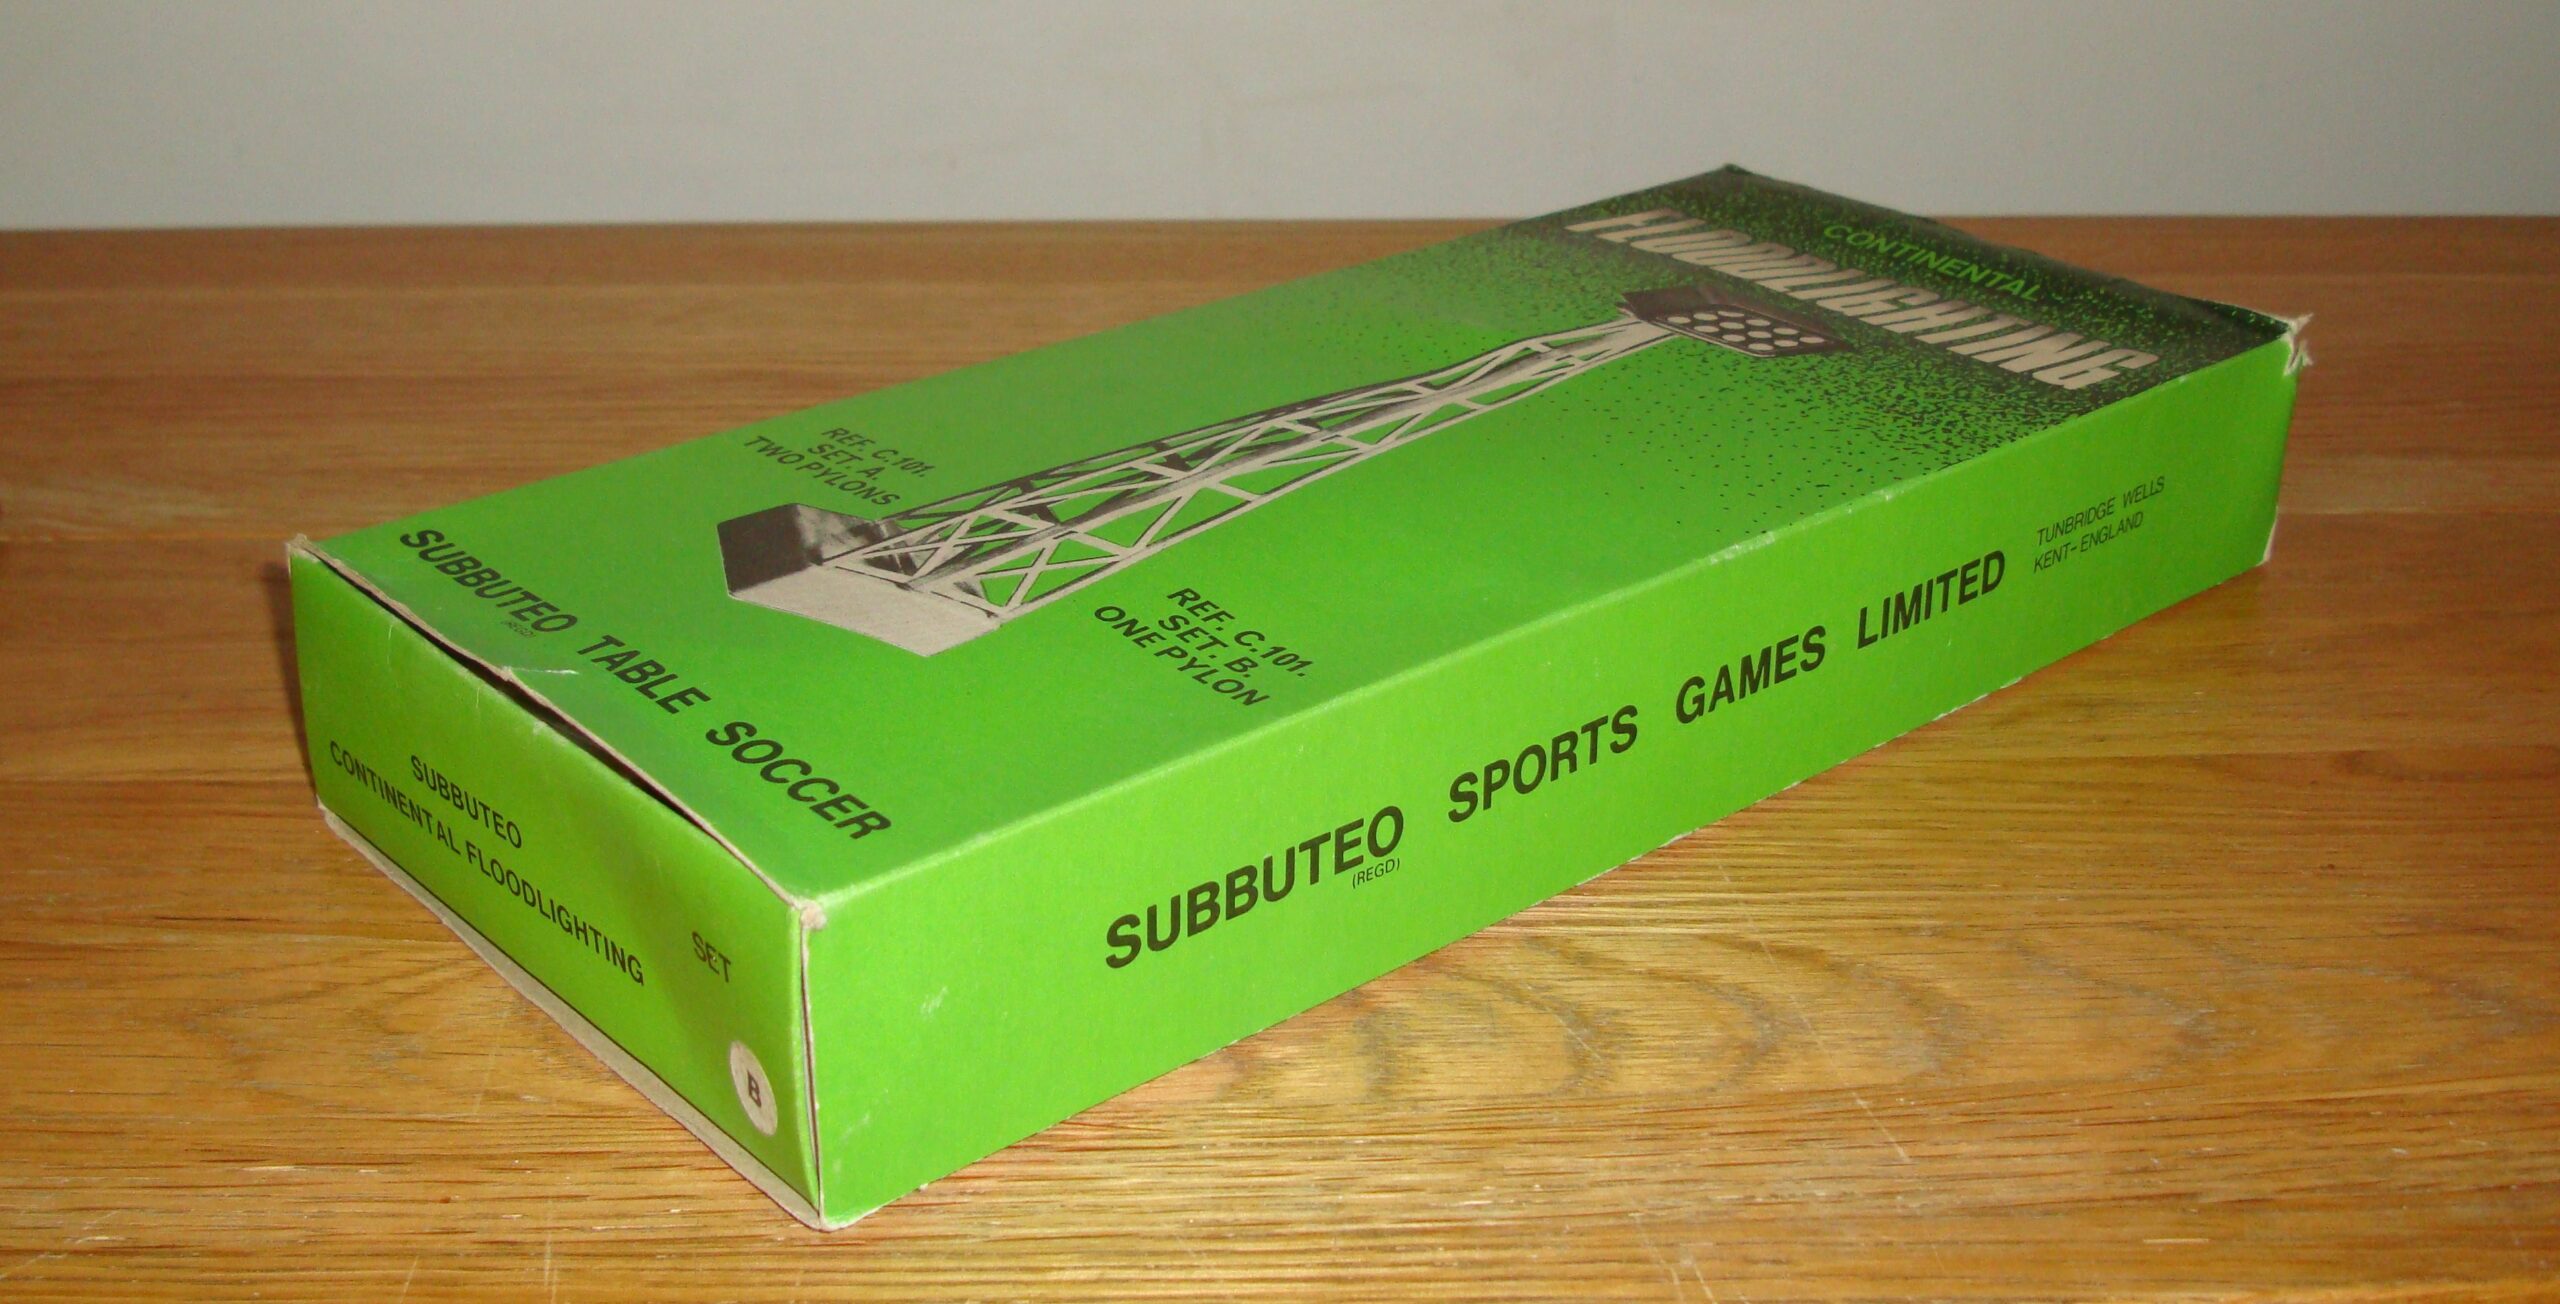 CONTINENTAL
FLOODLIGHTING
REF. C.101.
SET. A.
TWO PYLONS
REF. C.101.
SET. B.
ONE PYLON
SUBBUTEO TABLE SOCCER
(REGD)
SUBBUTEO
CONTINENTAL FLOODLIGHTING
SET
B
SUBBUTEO SPORTS GAMES LIMITED
(REGD)
TUNBRIDGE WELLS
KENT-ENGLAND